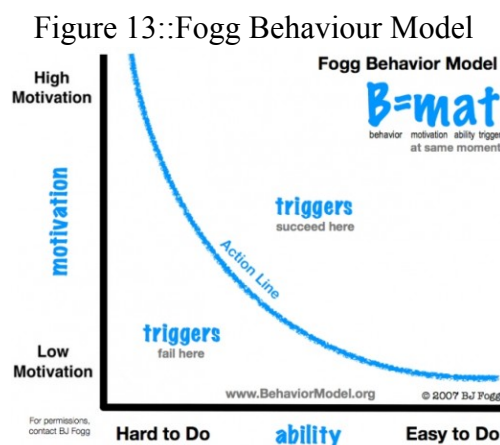 Figure 13::Fogg Behaviour Model
Fogg Behavior Model
B=mat
behavior motivation ability trigger
at same moment
High
Motivation
motivation
Low
Motivation
triggers
succeed here
Action Line
triggers
fail here
www.BehaviorModel.org
© 2007 BJ Fogg
For permissions,
contact BJ Fogg
Hard to Do
ability
Easy to Do